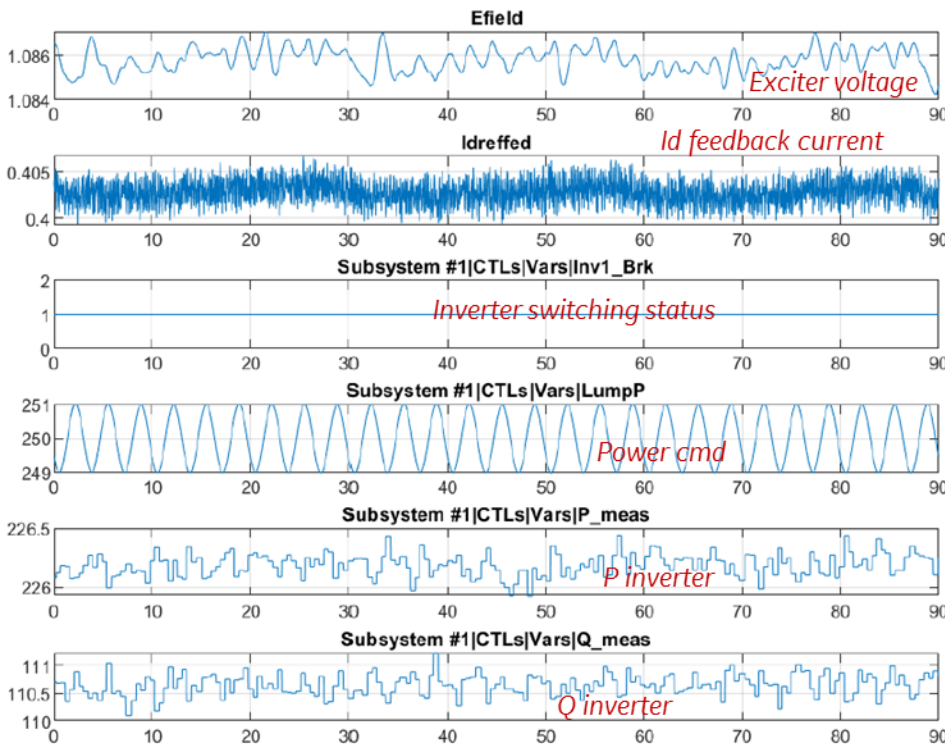 Efield
1.086
1.084
Exciter voltage
0 10 20 30 40 50 60 70 80 90
Idreffed
Id feedback current
0.405
0.4
0 10 20 30 40 50 60 70 80 90
Subsystem #1|CTLs|Vars|Inv1_Brk
2
1
0
Inverter switching status
0 10 20 30 40 50 60 70 80 90
Subsystem #1|CTLs|Vars|LumpP
251
250
249
Power cmd
0 10 20 30 40 50 60 70 80 90
Subsystem #1|CTLs|Vars|P_meas
226.5
226
P inverter
0 10 20 30 40 50 60 70 80 90
Subsystem #1|CTLs|Vars|Q_meas
111
110.5
110
Q inverter
0 10 20 30 40 50 60 70 80 90